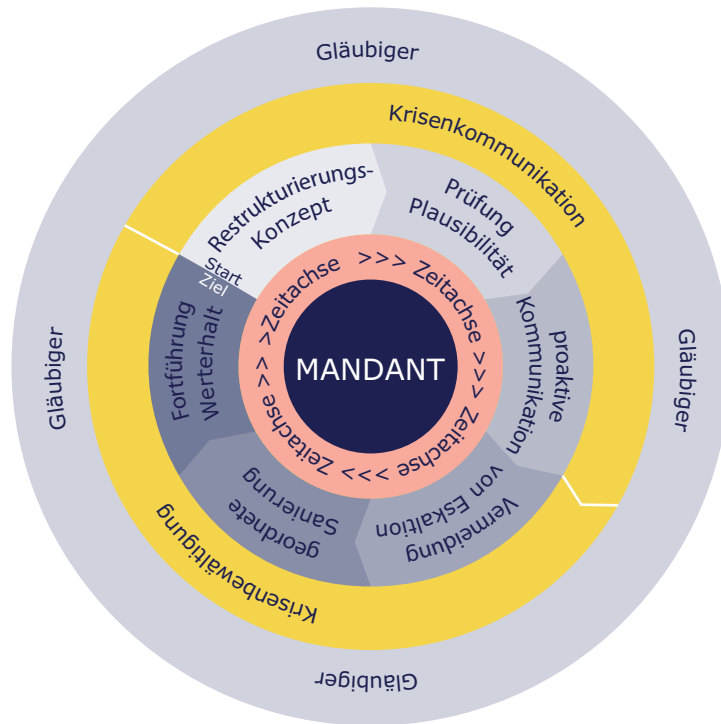 Gläubiger
Krisenkommunikation
Restrukturierungs-
Konzept
Prüfung
Plausibilität
Start
Ziel
Zeitachse >>> Zeitachse >>> Zeitachse >>> Zeitachse >>>
MANDANT
proaktive
Kommunikation
Fortführung
Werterhalt
Gläubiger
Gläubiger
Vermeidung
von Eskaltion
geordnete
Sanierung
Krisenbewältigung
Gläubiger